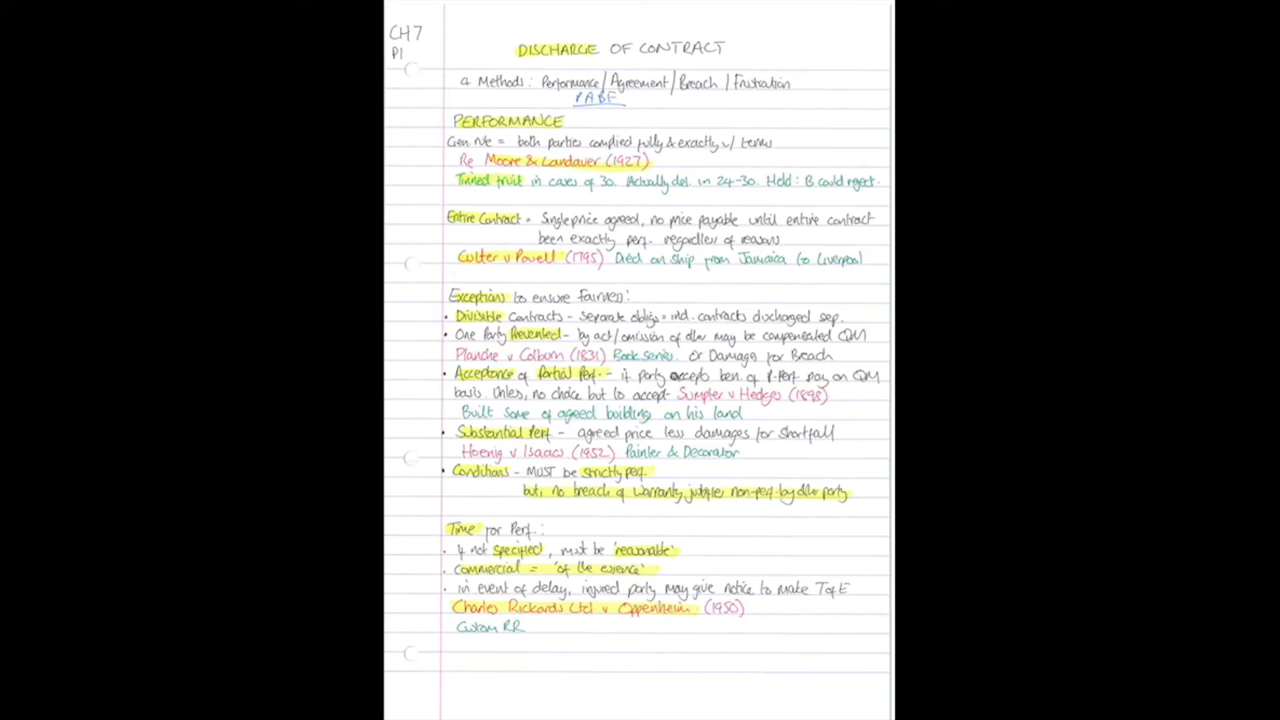 CH7
P1
DISCHARGE OF CONTRACT
4 Methods: Performance/Agreement/Breach/Frustration
PABF
PERFORMANCE
Gen rule = both parties complied fully & exactly w/ terms
Re Moore & Landauer (1927)
Tinned fruit in cases of 30. Actually del. in 24-30. Held: B could reject.
Entire Contract = Single price agreed, no price payable until entire contract
been exactly perf. regardless of reasons
Cutter v Powell (1795) Died on ship from Jamaica to Liverpool
Exceptions to ensure fairness:
• Divisible Contracts - separate obligs = ind. contracts discharged sep.
• One Party Prevented - by act/omission of other may be compensated QM
Planche v Colborn (1831) Book series. Or Damages for Breach
• Acceptance of Partial Perf. - if party accepts ben of P-Perf pay on QM
basis. Unless, no choice but to accept - Sumpter v Hedges (1898)
Built some of agreed buildings on his land
• Substantial Perf - agreed price less damages for shortfall
Hoenig v Isaacs (1952) Painter & Decorator
• Conditions - MUST be strictly perf.
but, no breach of warranty justifies non-perf. by other party
Time for Perf.:
• If not specified, must be 'reasonable'
• Commercial = 'of the essence'
• in event of delay, injured party may give notice to make TofE
Charles Rickards Ltd v Oppenheim (1950)
Custom RR